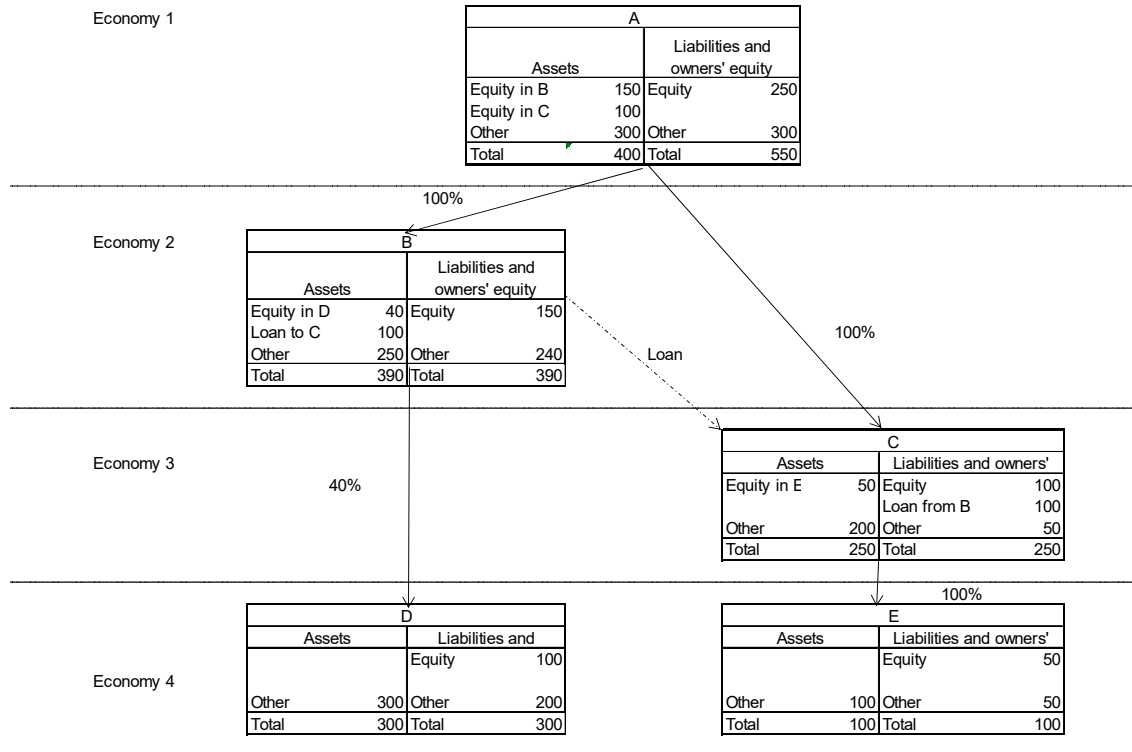 Economy 1
A
Assets Liabilities and owners' equity
Equity in B 150 Equity 250
Equity in C 100
Other 300 Other 300
Total 400 Total 550
100%
Economy 2
B
Assets Liabilities and owners' equity
Equity in D 40 Equity 150
Loan to C 100
Other 250 Other 240
Total 390 Total 390
Loan
100%
Economy 3
40%
C
Assets Liabilities and owners'
Equity in E 50 Equity 100
Loan from B 100
Other 200 Other 50
Total 250 Total 250
100%
Economy 4
D
Assets Liabilities and
Equity 100
Other 300 Other 200
Total 300 Total 300
E
Assets Liabilities and owners'
Equity 50
Other 100 Other 50
Total 100 Total 100